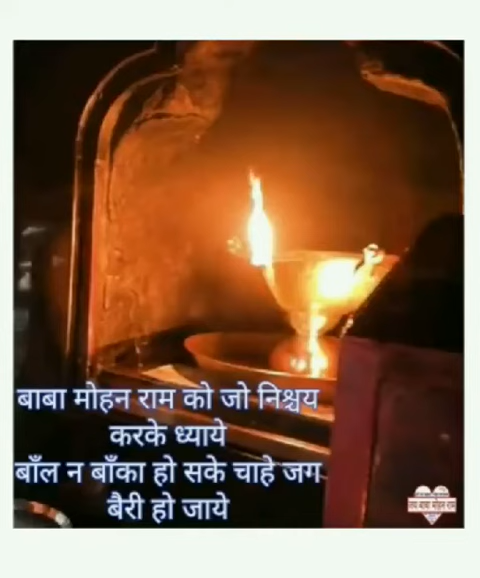 बाबा मोहन राम को जो निश्चय
करके ध्याये
बाँल न बाँका हो सके चाहे जग
बैरी हो जाये